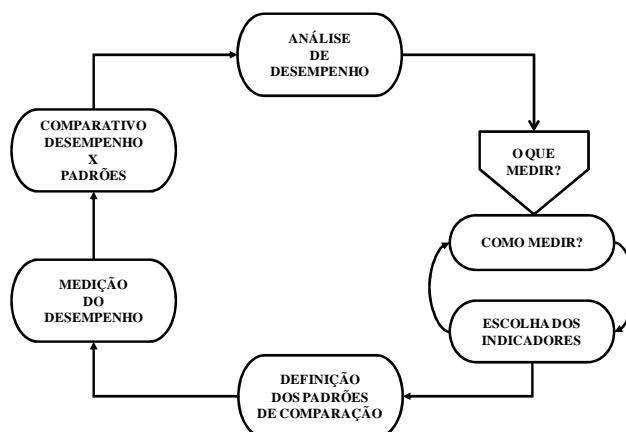 ANÁLISE
DE
DESEMPENHO
O QUE
MEDIR?
COMO MEDIR?
ESCOLHA DOS
INDICADORES
DEFINIÇÃO
DOS PADRÕES
DE COMPARAÇÃO
MEDIÇÃO
DO
DESEMPENHO
COMPARATIVO
DESEMPENHO
X
PADRÕES